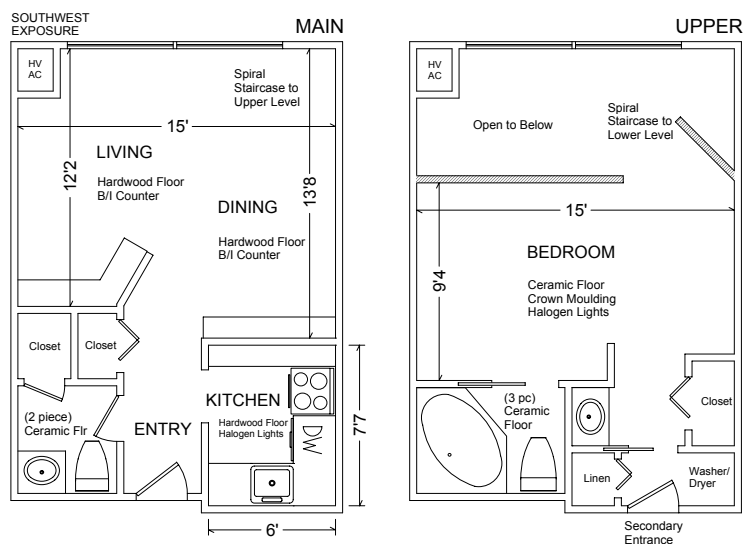 SOUTHWEST
EXPOSURE
MAIN
HV
AC
Spiral
Staircase to
Upper Level
15'
LIVING
12'2
13'8
Hardwood Floor
B/I Counter
DINING
Hardwood Floor
B/I Counter
Closet
Closet
KITCHEN
Hardwood Floor
Halogen Lights
(2 piece)
Ceramic Flr
ENTRY
DW
7'7
6'
UPPER
HV
AC
Open to Below
Spiral
Staircase to
Lower Level
15'
9'4
BEDROOM
Ceramic Floor
Crown Moulding
Halogen Lights
(3 pc)
Ceramic
Floor
Closet
Linen
Washer/
Dryer
Secondary
Entrance